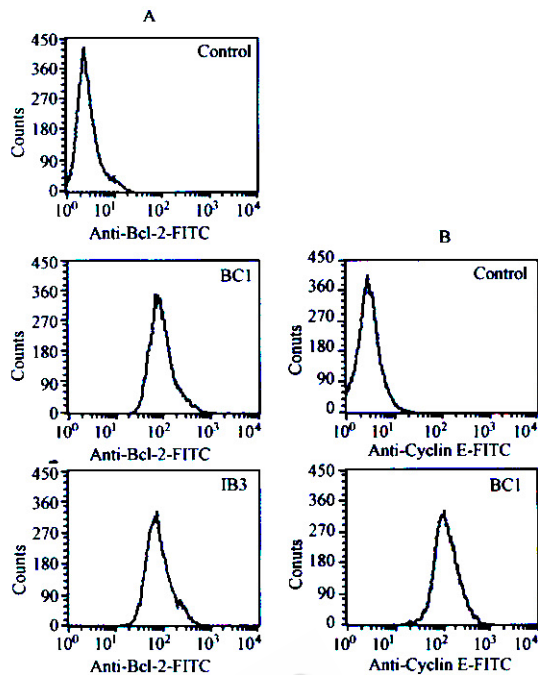 A
450
360
270
180
90
0
Counts
Control
10⁰ 10¹ 10² 10³ 10⁴
Anti-Bcl-2-FITC
450
360
270
180
90
0
Counts
BC1
10⁰ 10¹ 10² 10³ 10⁴
Anti-Bcl-2-FITC
450
360
270
180
90
0
Counts
IB3
10⁰ 10¹ 10² 10³ 10⁴
Anti-Bcl-2-FITC
B
450
360
270
180
90
0
Conuts
Control
10⁰ 10¹ 10² 10³ 10⁴
Anti-Cyclin E-FITC
450
360
270
180
90
0
Conuts
BC1
10⁰ 10¹ 10² 10³ 10⁴
Anti-Cyclin E-FITC